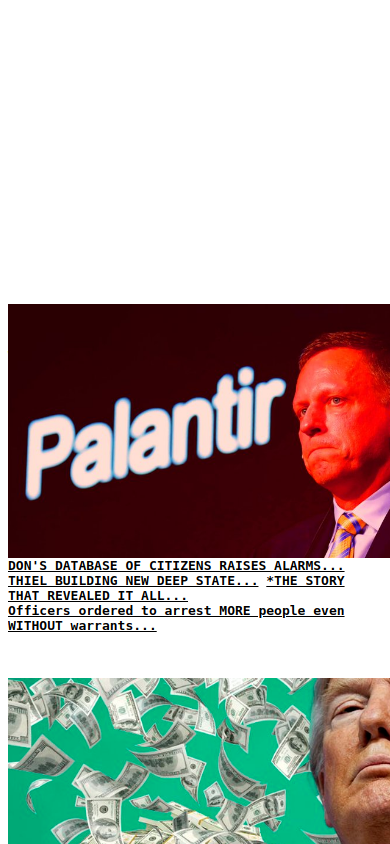 Palantir
DON'S DATABASE OF CITIZENS RAISES ALARMS...
THIEL BUILDING NEW DEEP STATE... *THE STORY
THAT REVEALED IT ALL...
Officers ordered to arrest MORE people even
WITHOUT warrants...